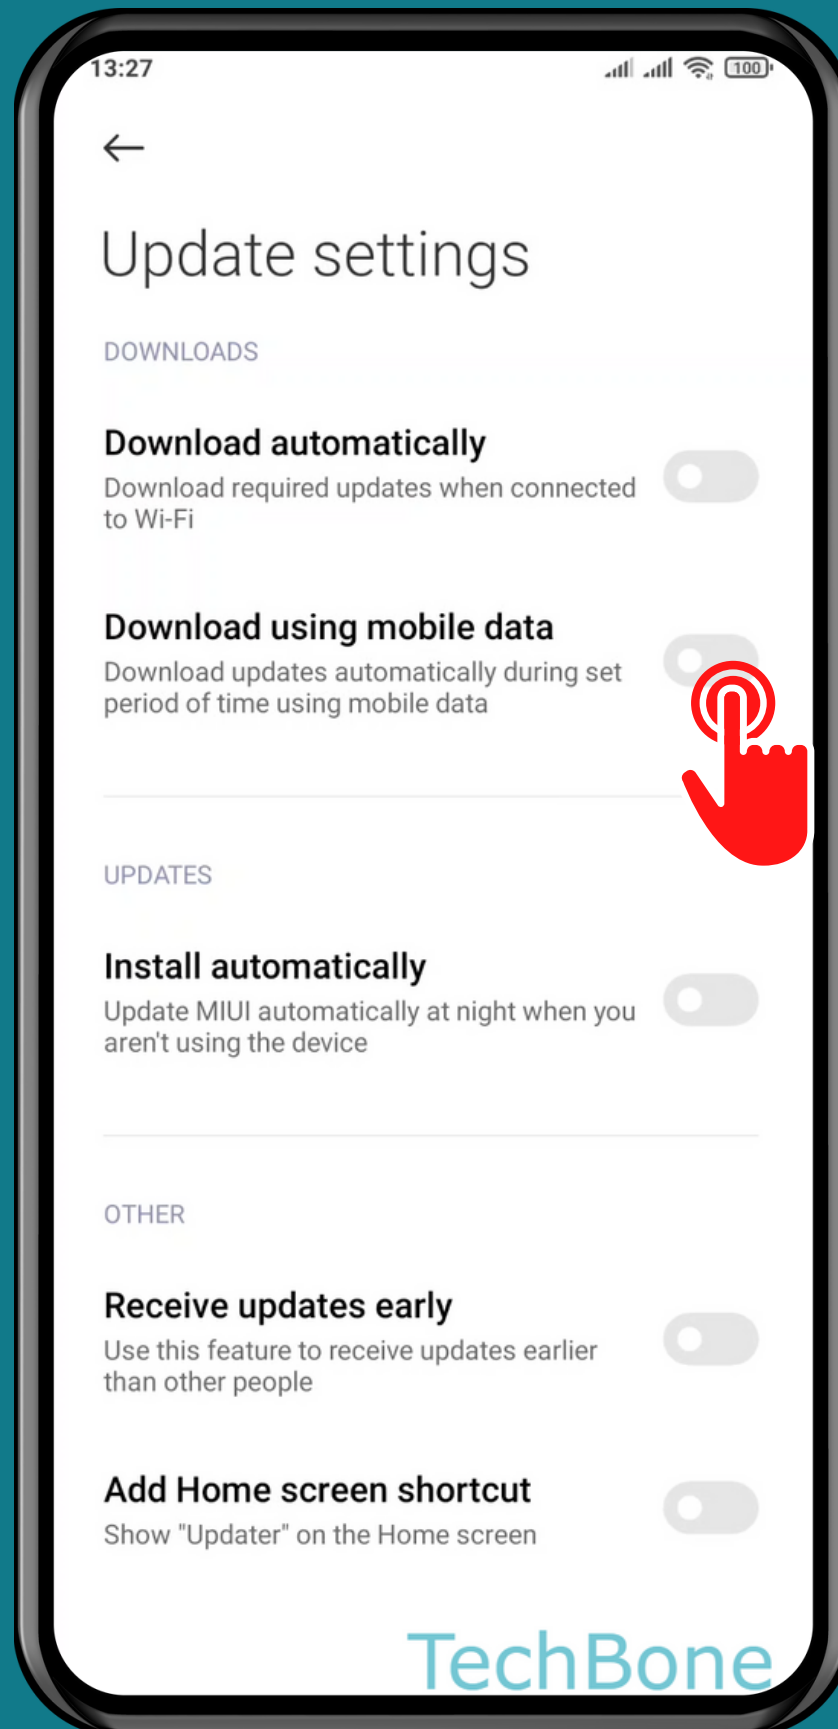 13:27
100
Update settings
DOWNLOADS
Download automatically
Download required updates when connected
to Wi-Fi
Download using mobile data
Download updates automatically during set
period of time using mobile data
UPDATES
Install automatically
Update MIUI automatically at night when you
aren't using the device
OTHER
Receive updates early
Use this feature to receive updates earlier
than other people
Add Home screen shortcut
Show "Updater" on the Home screen
TechBone